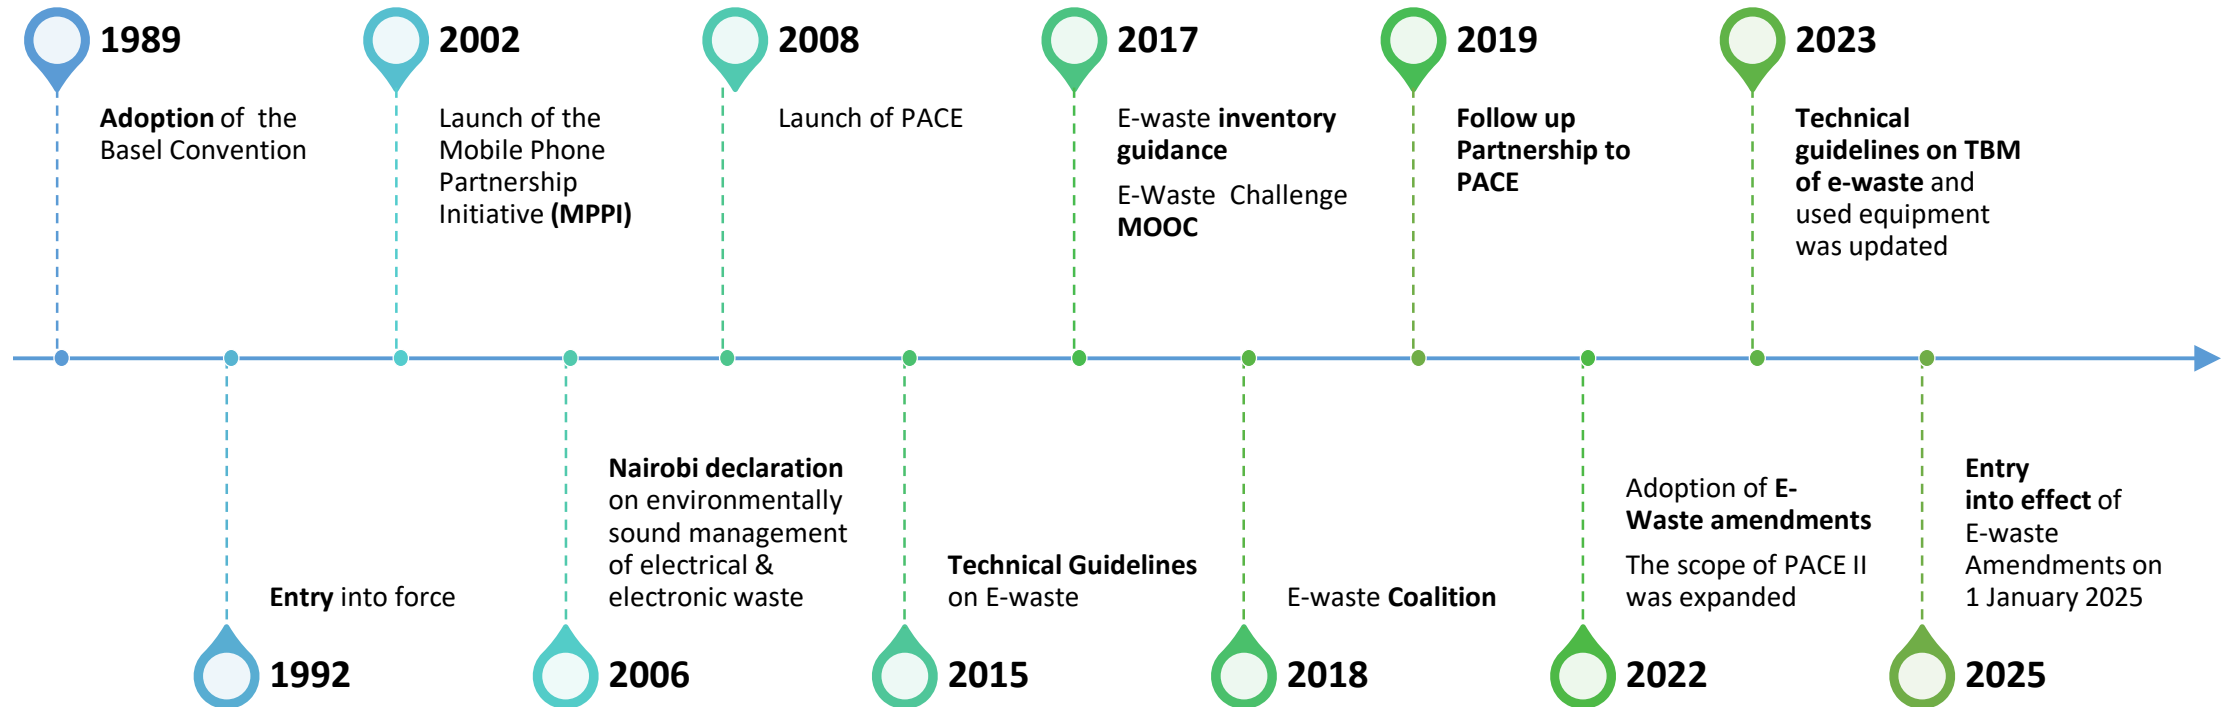 1989
Adoption of the
Basel Convention
2002
Launch of the
Mobile Phone
Partnership
Initiative (MPPI)
2008
Launch of PACE
2017
E-waste inventory
guidance
E-Waste Challenge
MOOC
2019
Follow up
Partnership to
PACE
2023
Technical
guidelines on TBM
of e-waste and
used equipment
was updated
Entry into force
1992
Nairobi declaration
on environmentally
sound management
of electrical &
electronic waste
2006
Technical Guidelines
on E-waste
2015
E-waste Coalition
2018
Adoption of E-
Waste amendments
The scope of PACE II
was expanded
2022
Entry
into effect of
E-waste
Amendments on
1 January 2025
2025